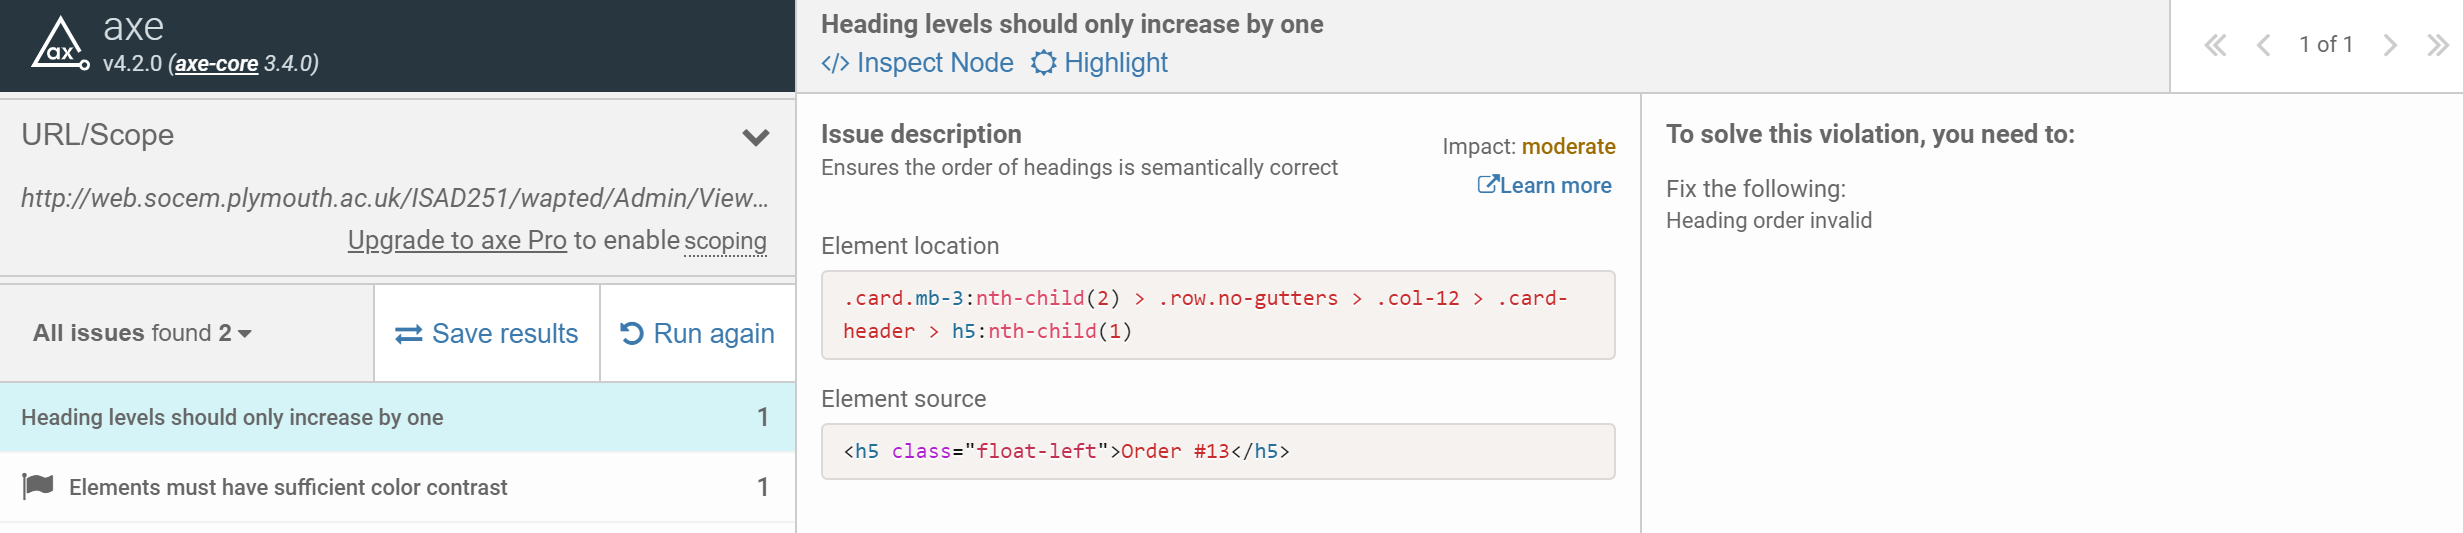 axe
v4.2.0 (axe-core 3.4.0)
URL/Scope
http://web.socem.plymouth.ac.uk/ISAD251/wapted/Admin/View...
Upgrade to axe Pro to enable scoping
All issues found 2
Save results
Run again
Heading levels should only increase by one 1
Elements must have sufficient color contrast 1
Heading levels should only increase by one
</> Inspect Node Highlight
1 of 1
Issue description
Ensures the order of headings is semantically correct
Impact: moderate
Learn more
Element location
.card.mb-3:nth-child(2) > .row.no-gutters > .col-12 > .card-
header > h5:nth-child(1)
Element source
<h5 class="float-left">Order #13</h5>
To solve this violation, you need to:
Fix the following:
Heading order invalid